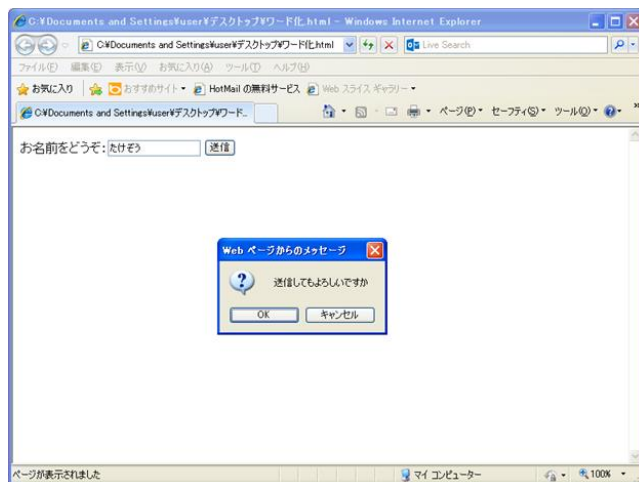 C:¥Documents and Settings¥user¥デスクトップ¥ワード化.html - Windows Internet Explorer
C:¥Documents and Settings¥user¥デスクトップ¥ワード化.html Live Search
ファイル(F) 編集(E) 表示(V) お気に入り(A) ツール(T) ヘルプ(H)
お気に入り おすすめサイト HotMail の無料サービス Web スライス ギャラリー
C:¥Documents and Settings¥user¥デスクトップ¥ワード... ページ(P) セーフティ(S) ツール(O)
お名前をどうぞ: たけぞう 送信
Web ページからのメッセージ
送信してもよろしいですか
OK キャンセル
ページが表示されました マイ コンピューター 100%